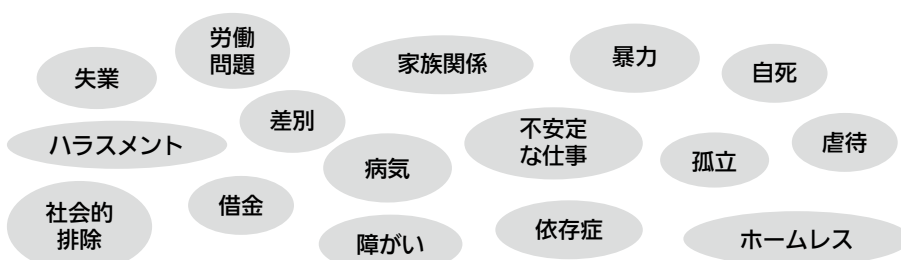 失業
労働
問題
家族関係
暴力
自死
ハラスメント
差別
病気
不安定
な仕事
孤立
虐待
社会的
排除
借金
障がい
依存症
ホームレス